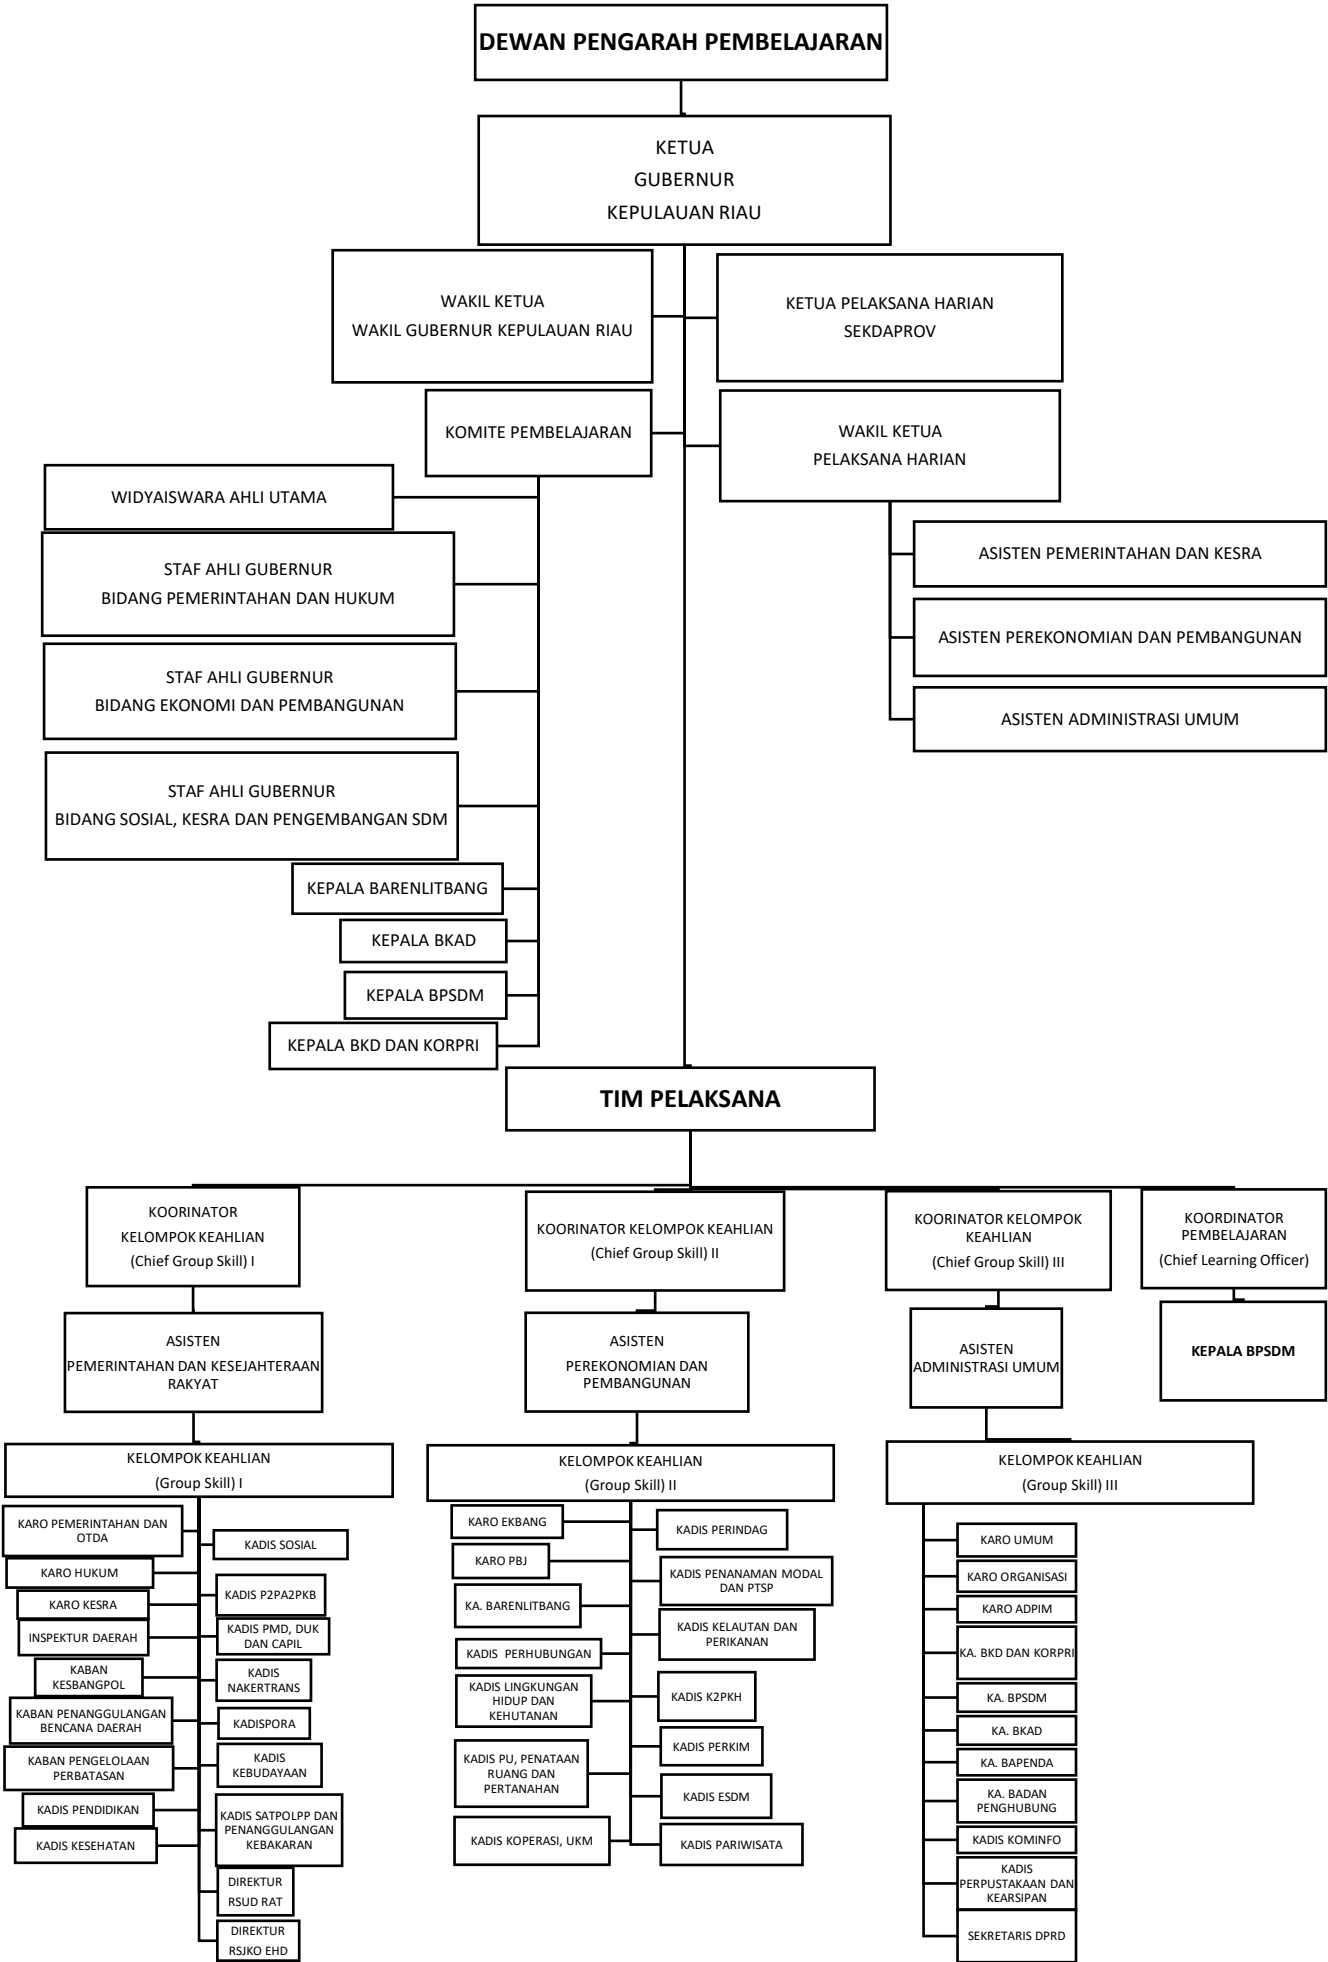 DEWAN PENGARAH PEMBELAJARAN
KETUA
GUBERNUR
KEPULAUAN RIAU
WAKIL KETUA
WAKIL GUBERNUR KEPULAUAN RIAU
KETUA PELAKSANA HARIAN
SEKDAPROV
KOMITE PEMBELAJARAN
WAKIL KETUA
PELAKSANA HARIAN
WIDYAISWARA AHLI UTAMA
STAF AHLI GUBERNUR
BIDANG PEMERINTAHAN DAN HUKUM
STAF AHLI GUBERNUR
BIDANG EKONOMI DAN PEMBANGUNAN
STAF AHLI GUBERNUR
BIDANG SOSIAL, KESRA DAN PENGEMBANGAN SDM
KEPALA BARENLITBANG
KEPALA BKAD
KEPALA BPSDM
KEPALA BKD DAN KORPRI
ASISTEN PEMERINTAHAN DAN KESRA
ASISTEN PEREKONOMIAN DAN PEMBANGUNAN
ASISTEN ADMINISTRASI UMUM
TIM PELAKSANA
KOORINATOR
KELOMPOK KEAHLIAN
(Chief Group Skill) I
ASISTEN
PEMERINTAHAN DAN KESEJAHTERAAN
RAKYAT
KELOMPOK KEAHLIAN
(Group Skill) I
KARO PEMERINTAHAN DAN
OTDA
KARO HUKUM
KARO KESRA
INSPEKTUR DAERAH
KABAN
KESBANGPOL
KABAN PENANGGULANGAN
BENCANA DAERAH
KABAN PENGELOLAAN
PERBATASAN
KADIS PENDIDIKAN
KADIS KESEHATAN
KADIS SOSIAL
KADIS P2PA2PKB
KADIS PMD, DUK
DAN CAPIL
KADIS
NAKERTRANS
KADISPORA
KADIS
KEBUDAYAAN
KADIS SATPOLPP DAN
PENANGGULANGAN
KEBAKARAN
DIREKTUR
RSUD RAT
DIREKTUR
RSJKO EHD
KOORINATOR KELOMPOK KEAHLIAN
(Chief Group Skill) II
ASISTEN
PEREKONOMIAN DAN
PEMBANGUNAN
KELOMPOK KEAHLIAN
(Group Skill) II
KARO EKBANG
KARO PBJ
KA. BARENLITBANG
KADIS PERHUBUNGAN
KADIS LINGKUNGAN
HIDUP DAN
KEHUTANAN
KADIS PU, PENATAAN
RUANG DAN
PERTANAHAN
KADIS KOPERASI, UKM
KADIS PERINDAG
KADIS PENANAMAN MODAL
DAN PTSP
KADIS KELAUTAN DAN
PERIKANAN
KADIS K2PKH
KADIS PERKIM
KADIS ESDM
KADIS PARIWISATA
KOORINATOR KELOMPOK
KEAHLIAN
(Chief Group Skill) III
ASISTEN
ADMINISTRASI UMUM
KELOMPOK KEAHLIAN
(Group Skill) III
KARO UMUM
KARO ORGANISASI
KARO ADPIM
KA. BKD DAN KORPRI
KA. BPSDM
KA. BKAD
KA. BAPENDA
KA. BADAN
PENGHUBUNG
KADIS KOMINFO
KADIS
PERPUSTAKAAN DAN
KEARSIPAN
SEKRETARIS DPRD
KOORDINATOR
PEMBELAJARAN
(Chief Learning Officer)
KEPALA BPSDM